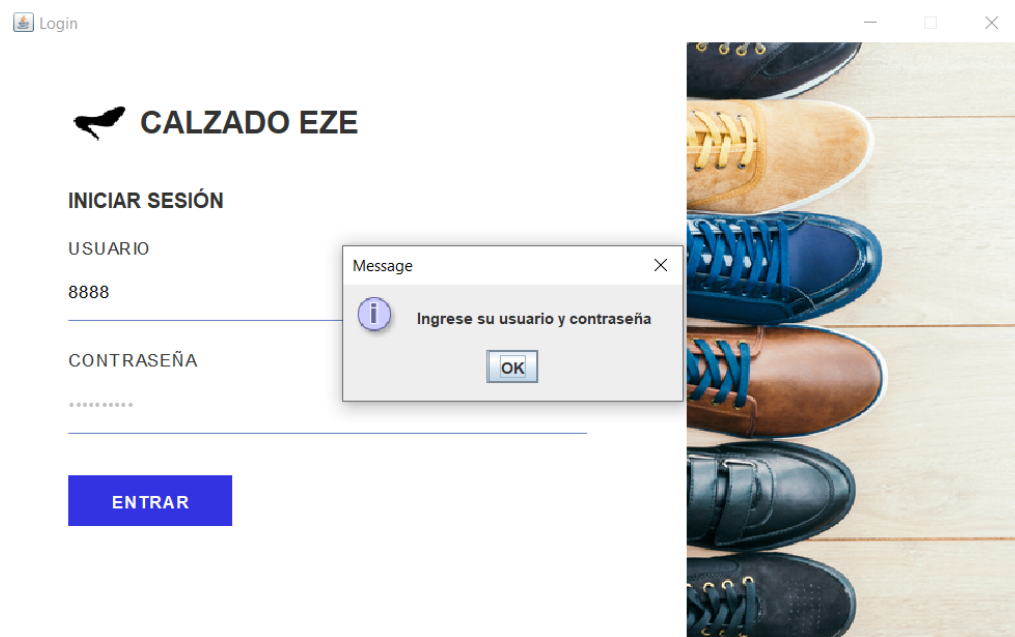 Login
CALZADO EZE
INICIAR SESIÓN
USUARIO
8888
Message
i
Ingrese su usuario y contraseña
OK
CONTRASEÑA
ENTRAR